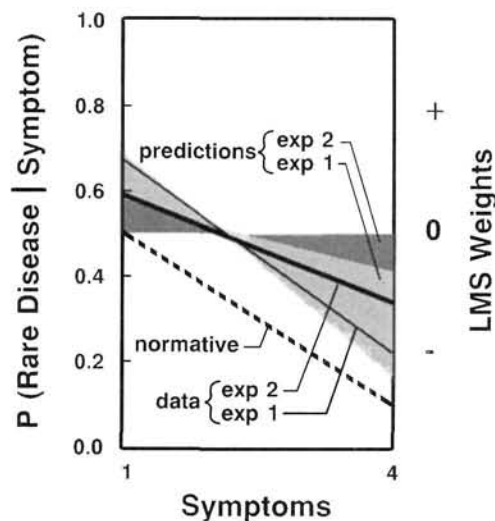 1.0
0.8
0.6
0.4
0.2
0.0
P (Rare Disease | Symptom)
predictions { exp 2
exp 1
normative
data { exp 2
exp 1
+
0
-
LMS Weights
1
4
Symptoms